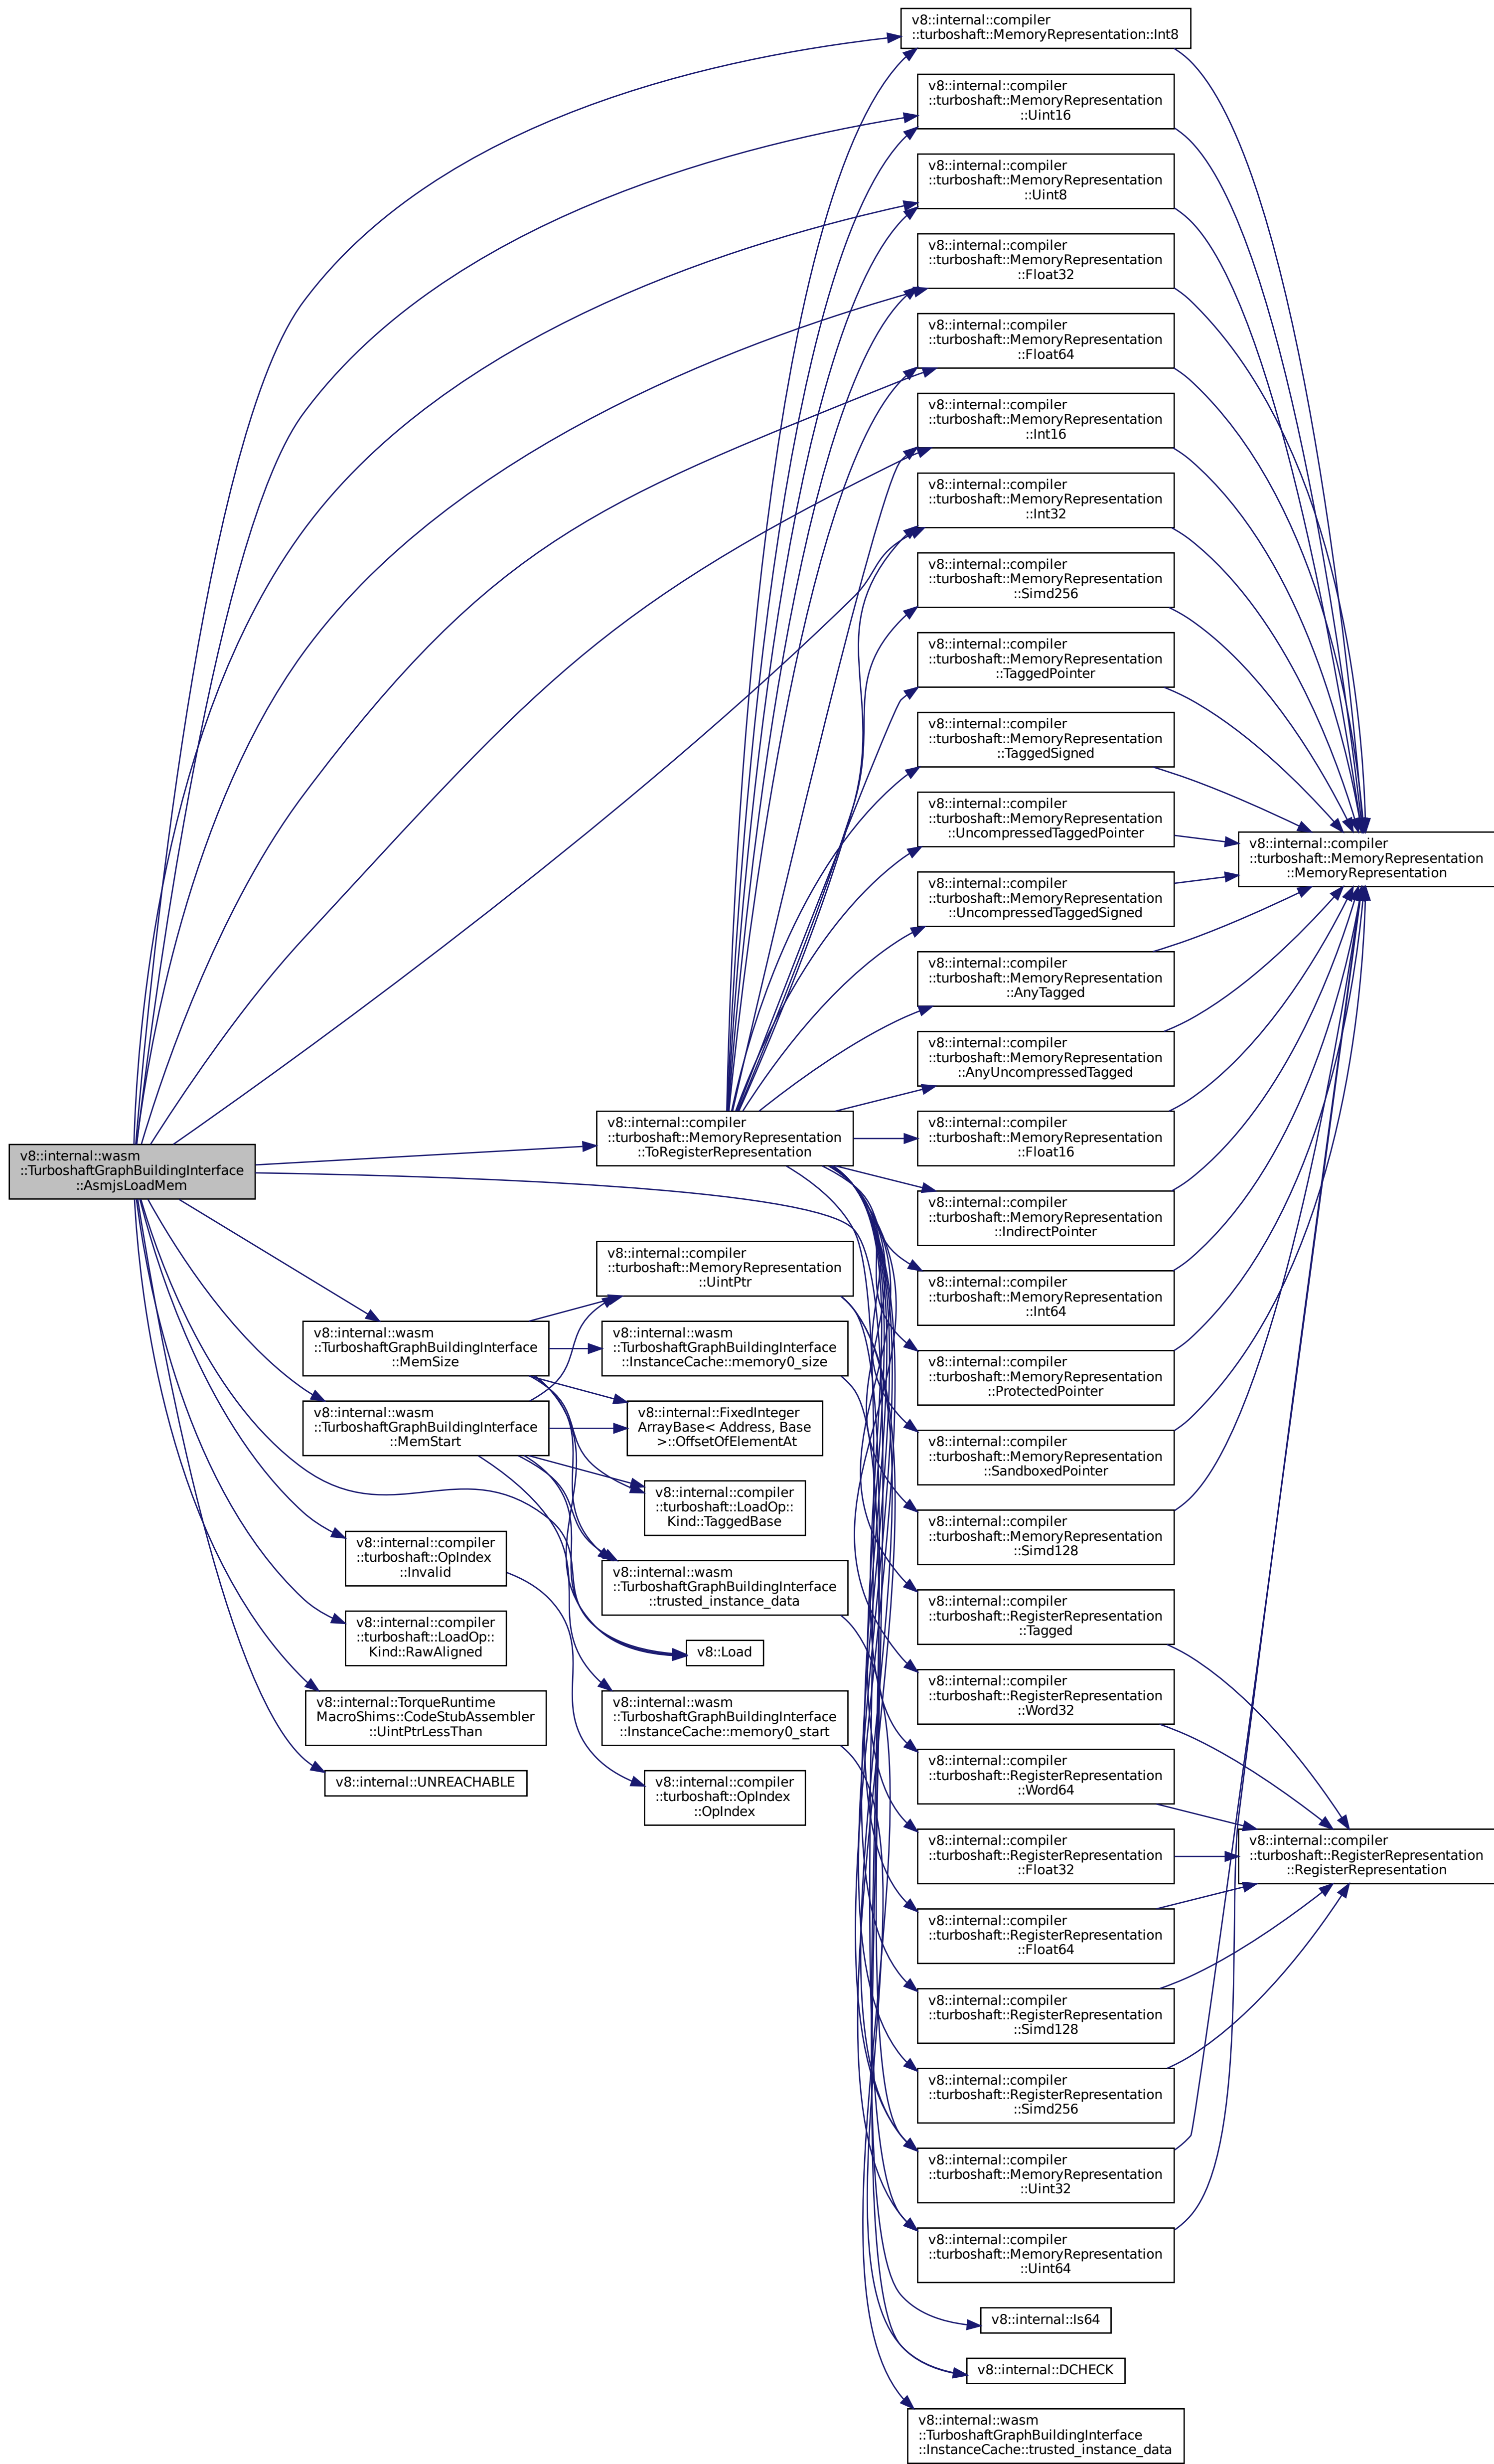 v8::internal::compiler
::turboshaft::MemoryRepresentation::Int8
v8::internal::compiler
::turboshaft::MemoryRepresentation
::Uint16
v8::internal::compiler
::turboshaft::MemoryRepresentation
::Uint8
v8::internal::compiler
::turboshaft::MemoryRepresentation
::Float32
v8::internal::compiler
::turboshaft::MemoryRepresentation
::Float64
v8::internal::compiler
::turboshaft::MemoryRepresentation
::Int16
v8::internal::compiler
::turboshaft::MemoryRepresentation
::Int32
v8::internal::compiler
::turboshaft::MemoryRepresentation
::Simd256
v8::internal::compiler
::turboshaft::MemoryRepresentation
::TaggedPointer
v8::internal::compiler
::turboshaft::MemoryRepresentation
::TaggedSigned
v8::internal::compiler
::turboshaft::MemoryRepresentation
::UncompressedTaggedPointer
v8::internal::compiler
::turboshaft::MemoryRepresentation
::MemoryRepresentation
v8::internal::compiler
::turboshaft::MemoryRepresentation
::UncompressedTaggedSigned
v8::internal::compiler
::turboshaft::MemoryRepresentation
::AnyTagged
v8::internal::compiler
::turboshaft::MemoryRepresentation
::AnyUncompressedTagged
v8::internal::compiler
::turboshaft::MemoryRepresentation
::ToRegisterRepresentation
v8::internal::compiler
::turboshaft::MemoryRepresentation
::Float16
v8::internal::wasm
::TurboshaftGraphBuildingInterface
::AsmjsLoadMem
v8::internal::compiler
::turboshaft::MemoryRepresentation
::IndirectPointer
v8::internal::compiler
::turboshaft::MemoryRepresentation
::UintPtr
v8::internal::compiler
::turboshaft::MemoryRepresentation
::Int64
v8::internal::wasm
::TurboshaftGraphBuildingInterface
::MemSize
v8::internal::wasm
::TurboshaftGraphBuildingInterface
::InstanceCache::memory0_size
v8::internal::compiler
::turboshaft::MemoryRepresentation
::ProtectedPointer
v8::internal::wasm
::TurboshaftGraphBuildingInterface
::MemStart
v8::internal::FixedInteger
ArrayBase< Address, Base
>::OffsetOfElementAt
v8::internal::compiler
::turboshaft::MemoryRepresentation
::SandboxedPointer
v8::internal::compiler
::turboshaft::LoadOp::
Kind::TaggedBase
v8::internal::compiler
::turboshaft::MemoryRepresentation
::Simd128
v8::internal::compiler
::turboshaft::OpIndex
::Invalid
v8::internal::wasm
::TurboshaftGraphBuildingInterface
::trusted_instance_data
v8::internal::compiler
::turboshaft::RegisterRepresentation
::Tagged
v8::internal::compiler
::turboshaft::LoadOp::
Kind::RawAligned
v8::Load
v8::internal::compiler
::turboshaft::RegisterRepresentation
::Word32
v8::internal::TorqueRuntime
MacroShims::CodeStubAssembler
::UintPtrLessThan
v8::internal::wasm
::TurboshaftGraphBuildingInterface
::InstanceCache::memory0_start
v8::internal::compiler
::turboshaft::RegisterRepresentation
::Word64
v8::internal::UNREACHABLE
v8::internal::compiler
::turboshaft::OpIndex
::OpIndex
v8::internal::compiler
::turboshaft::RegisterRepresentation
::Float32
v8::internal::compiler
::turboshaft::RegisterRepresentation
::RegisterRepresentation
v8::internal::compiler
::turboshaft::RegisterRepresentation
::Float64
v8::internal::compiler
::turboshaft::RegisterRepresentation
::Simd128
v8::internal::compiler
::turboshaft::RegisterRepresentation
::Simd256
v8::internal::compiler
::turboshaft::MemoryRepresentation
::Uint32
v8::internal::compiler
::turboshaft::MemoryRepresentation
::Uint64
v8::internal::Is64
v8::internal::DCHECK
v8::internal::wasm
::TurboshaftGraphBuildingInterface
::InstanceCache::trusted_instance_data